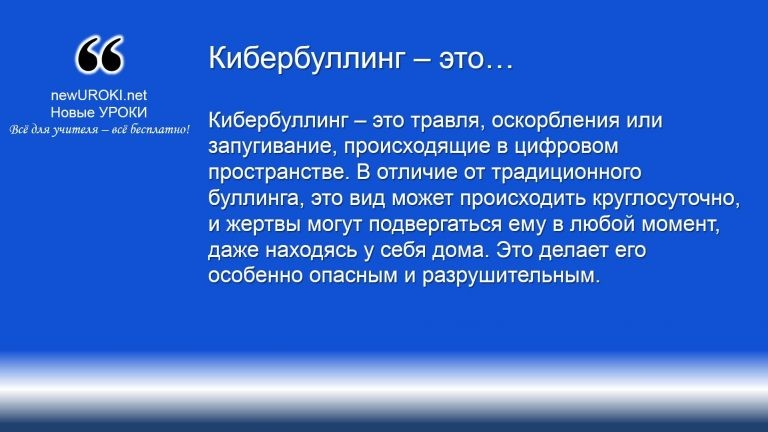 ❝
newUROKI.net
Новые УРОКИ
Всё для учителя – всё бесплатно!
Кибербуллинг – это…
Кибербуллинг – это травля, оскорбления или
запугивание, происходящие в цифровом
пространстве. В отличие от традиционного
буллинга, это вид может происходить круглосуточно,
и жертвы могут подвергаться ему в любой момент,
даже находясь у себя дома. Это делает его
особенно опасным и разрушительным.